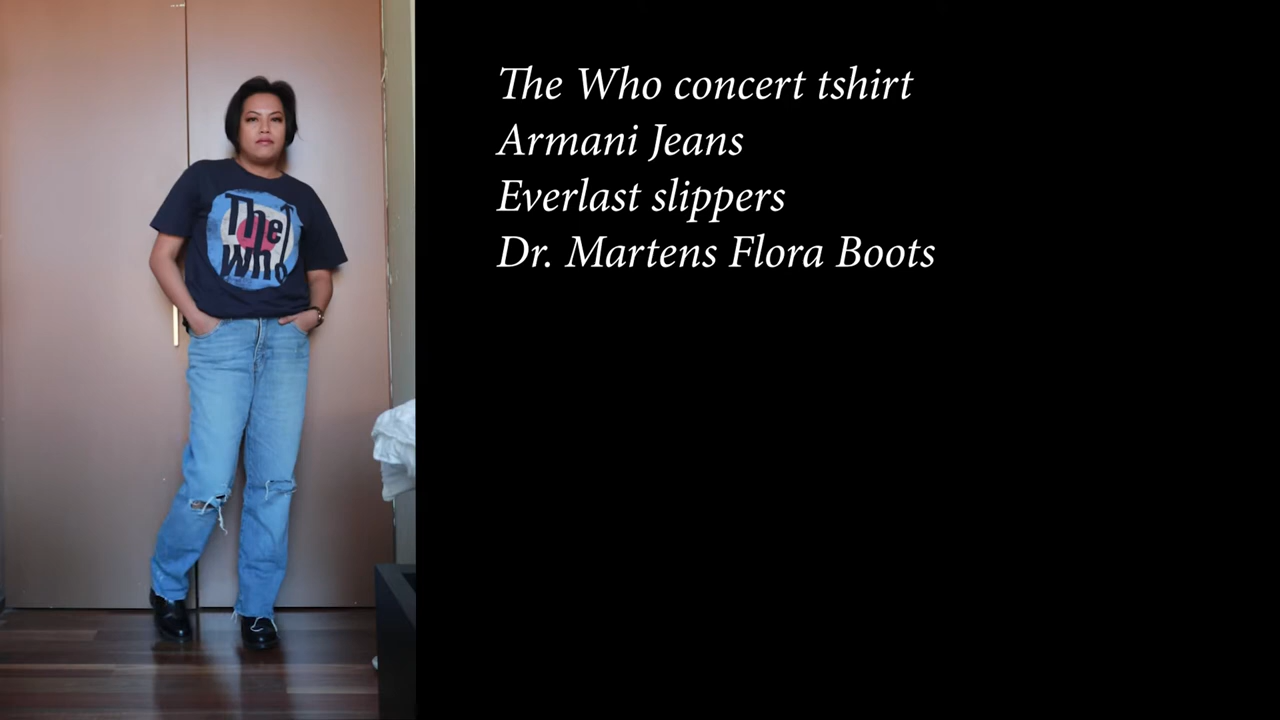 The Who concert tshirt
Armani Jeans
Everlast slippers
Dr. Martens Flora Boots
The
Who